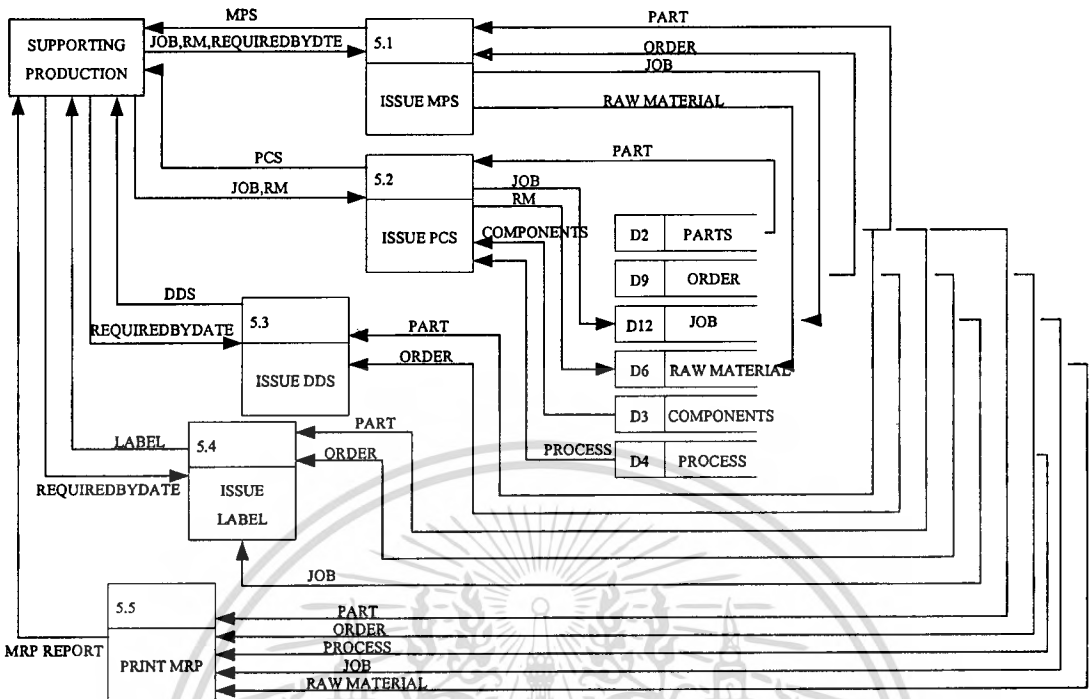 MPS
PART
SUPPORTING
PRODUCTION
JOB,RM,REQUIREDBYDTE
5.1
ORDER
JOB
ISSUE MPS
RAW MATERIAL
PCS
PART
5.2
JOB
JOB,RM
RM
ISSUE PCS
COMPONENTS
D2 PARTS
D9 ORDER
DDS
5.3
PART
D12 JOB
REQUIREDBYDATE
ORDER
D6 RAW MATERIAL
ISSUE DDS
D3 COMPONENTS
5.4
PART
LABEL
ORDER
PROCESS
D4 PROCESS
REQUIREDBYDATE
ISSUE
LABEL
JOB
5.5
PART
ORDER
MRP REPORT
PROCESS
PRINT MRP
JOB
RAW MATERIAL